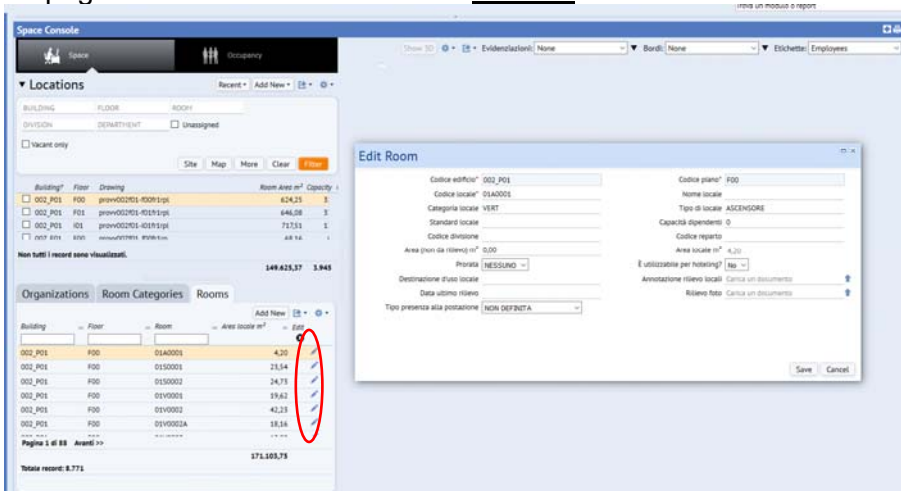 Trova un modulo o report
Space Console
Space
Occupancy
Show 3D
Evidenziazioni: None
Bordi: None
Etichette: Employees
Locations
Recent
Add New
BUILDING FLOOR ROOM
DIVISION DEPARTMENT Unassigned
Vacant only
Site Map More Clear Filter
Building Floor Drawing Room Area m² Capacity
002_P01 F00 624,25 3
002_P01 F01 646,08 3
002_P01 I01 717,51 1
Non tutti i record sono visualizzati.
149.625,37 3.945
Organizations Room Categories Rooms
Add New
Building Floor Room Area locale m² Edit
002_P01 F00 01A0001 4,20
002_P01 F00 01S0001 23,54
002_P01 F00 01S0002 24,73
002_P01 F00 01V0001 19,62
002_P01 F00 01V0002 42,23
002_P01 F00 01V0002A 18,16
Pagina 1 di 88 Avanti >>
171.103,75
Totale record: 8.771
Edit Room
Codice edificio* 002_P01 Codice piano* F00
Codice locale* 01A0001 Nome locale
Categoria locale VERT Tipo di locale ASCENSORE
Standard locale Capacità dipendenti 0
Codice divisione Codice reparto
Area (non da rilievo) m² 0,00 Area locale m² 4,20
Prorata NESSUNO È utilizzabile per hoteling? No
Destinazione d'uso locale Annotazione rilievo locali Carica un documento
Data ultimo rilievo Rilievo foto Carica un documento
Tipo presenza alla postazione NON DEFINITA
Save Cancel